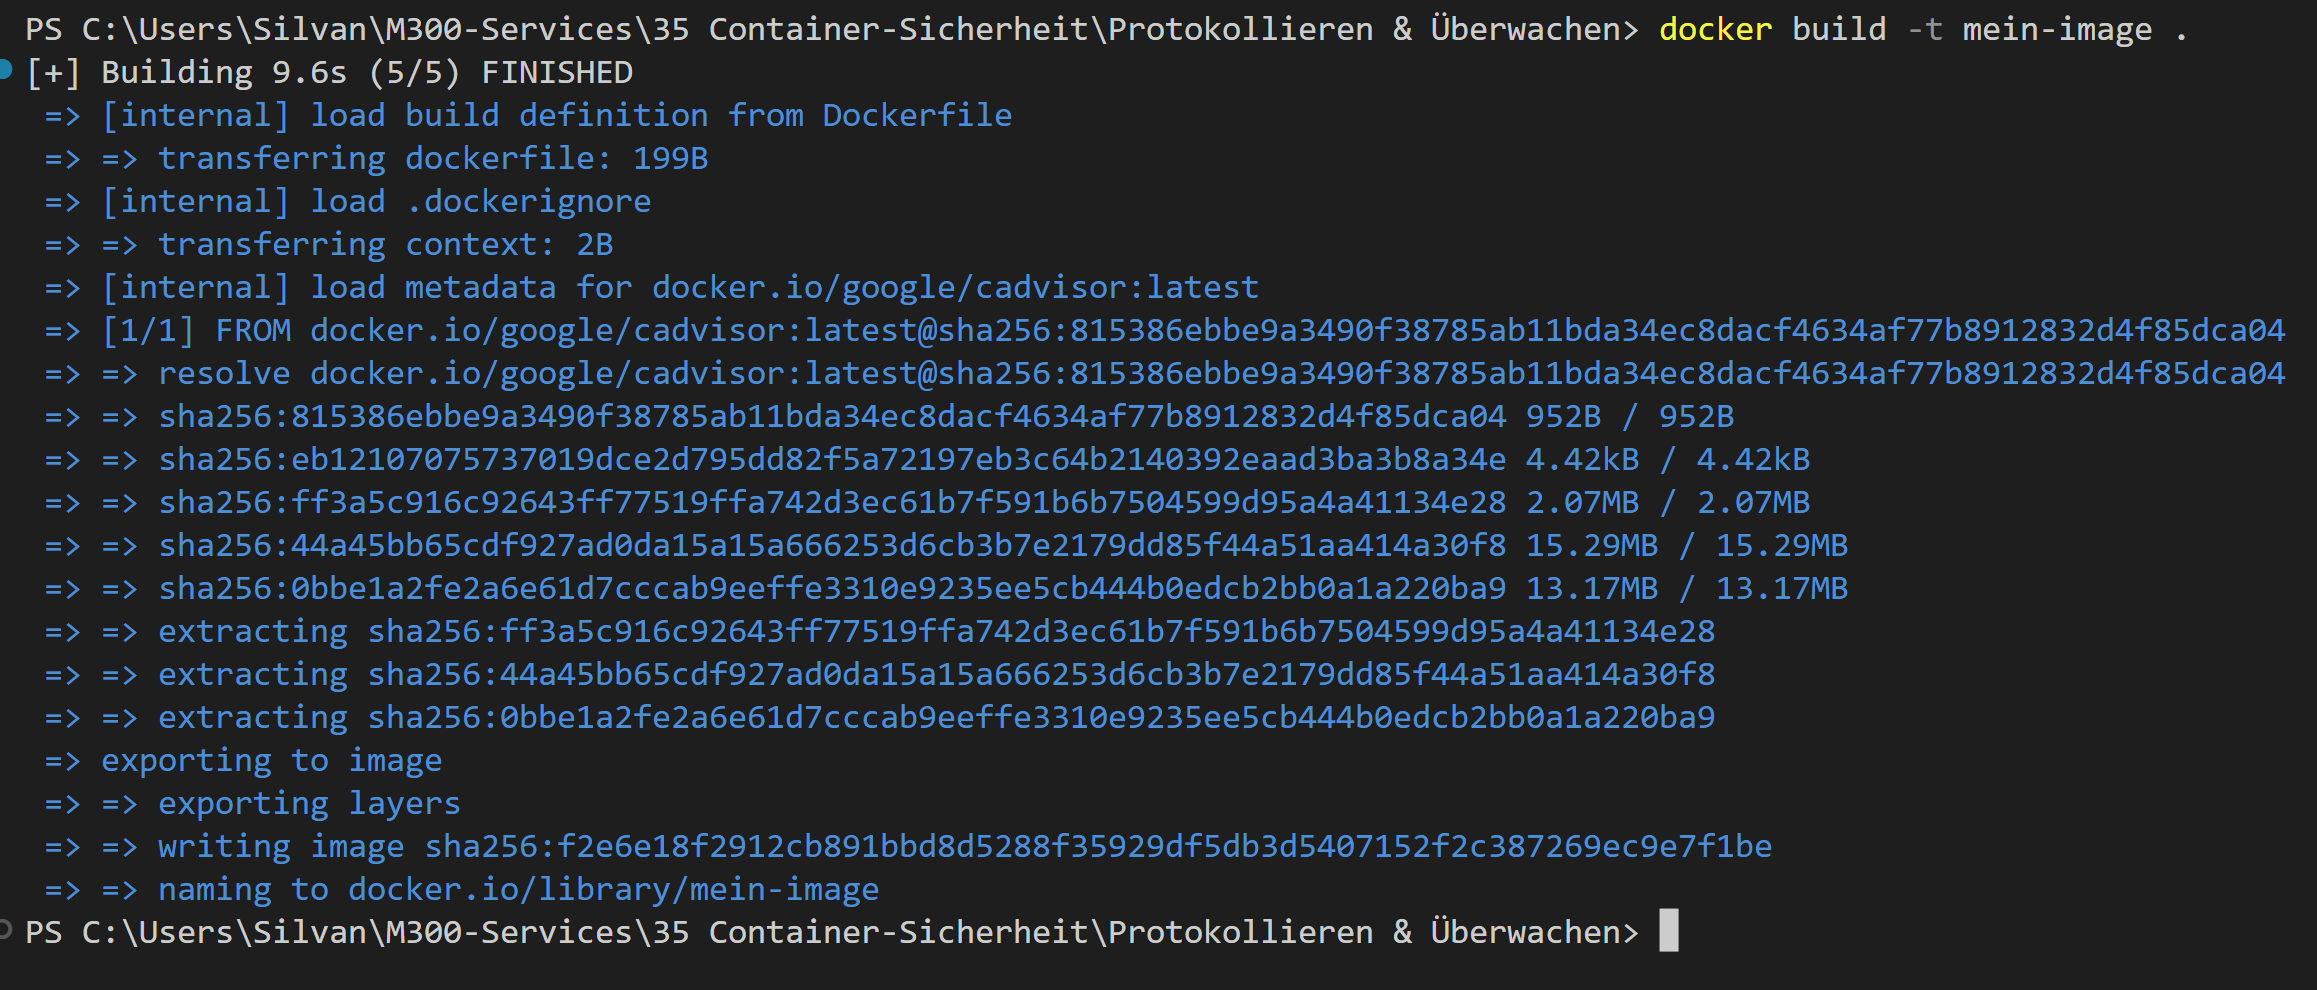 PS C:\Users\Silvan\M300-Services\35 Container-Sicherheit\Protokollieren & Überwachen> docker build -t mein-image .
[+] Building 9.6s (5/5) FINISHED
=> [internal] load build definition from Dockerfile
=> => transferring dockerfile: 199B
=> [internal] load .dockerignore
=> => transferring context: 2B
=> [internal] load metadata for docker.io/google/cadvisor:latest
=> [1/1] FROM docker.io/google/cadvisor:latest@sha256:815386ebbe9a3490f38785ab11bda34ec8dacf4634af77b8912832d4f85dca04
=> => resolve docker.io/google/cadvisor:latest@sha256:815386ebbe9a3490f38785ab11bda34ec8dacf4634af77b8912832d4f85dca04
=> => sha256:815386ebbe9a3490f38785ab11bda34ec8dacf4634af77b8912832d4f85dca04 952B / 952B
=> => sha256:eb12107075737019dce2d795dd82f5a72197eb3c64b2140392eaad3ba3b8a34e 4.42kB / 4.42kB
=> => sha256:ff3a5c916c92643ff77519ffa742d3ec61b7f591b6b7504599d95a4a41134e28 2.07MB / 2.07MB
=> => sha256:44a45bb65cdf927ad0da15a15a666253d6cb3b7e2179dd85f44a51aa414a30f8 15.29MB / 15.29MB
=> => sha256:0bbe1a2fe2a6e61d7cccab9eeffe3310e9235ee5cb444b0edcb2bb0a1a220ba9 13.17MB / 13.17MB
=> => extracting sha256:ff3a5c916c92643ff77519ffa742d3ec61b7f591b6b7504599d95a4a41134e28
=> => extracting sha256:44a45bb65cdf927ad0da15a15a666253d6cb3b7e2179dd85f44a51aa414a30f8
=> => extracting sha256:0bbe1a2fe2a6e61d7cccab9eeffe3310e9235ee5cb444b0edcb2bb0a1a220ba9
=> exporting to image
=> => exporting layers
=> => writing image sha256:f2e6e18f2912cb891bbd8d5288f35929df5db3d5407152f2c387269ec9e7f1be
=> => naming to docker.io/library/mein-image
PS C:\Users\Silvan\M300-Services\35 Container-Sicherheit\Protokollieren & Überwachen>